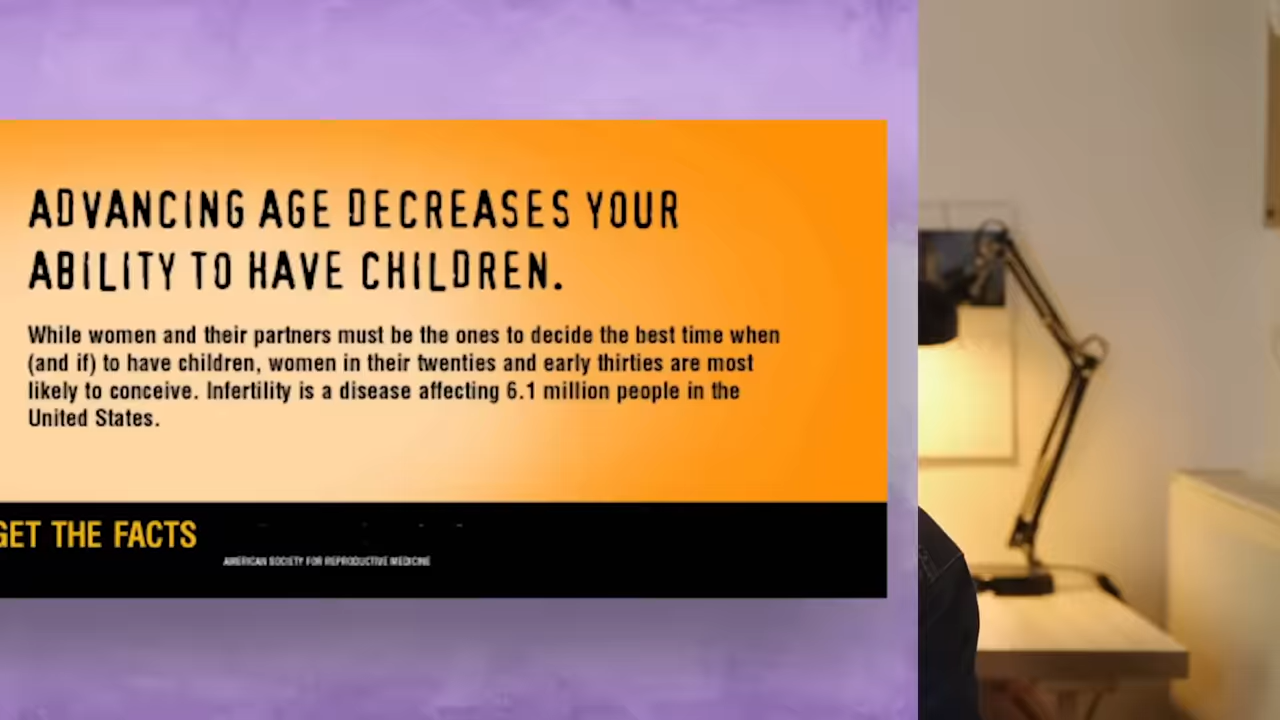 ADVANCING AGE DECREASES YOUR
ABILITY TO HAVE CHILDREN.
While women and their partners must be the ones to decide the best time when
(and if) to have children, women in their twenties and early thirties are most
likely to conceive. Infertility is a disease affecting 6.1 million people in the
United States.
GET THE FACTS
AMERICAN SOCIETY FOR REPRODUCTIVE MEDICINE